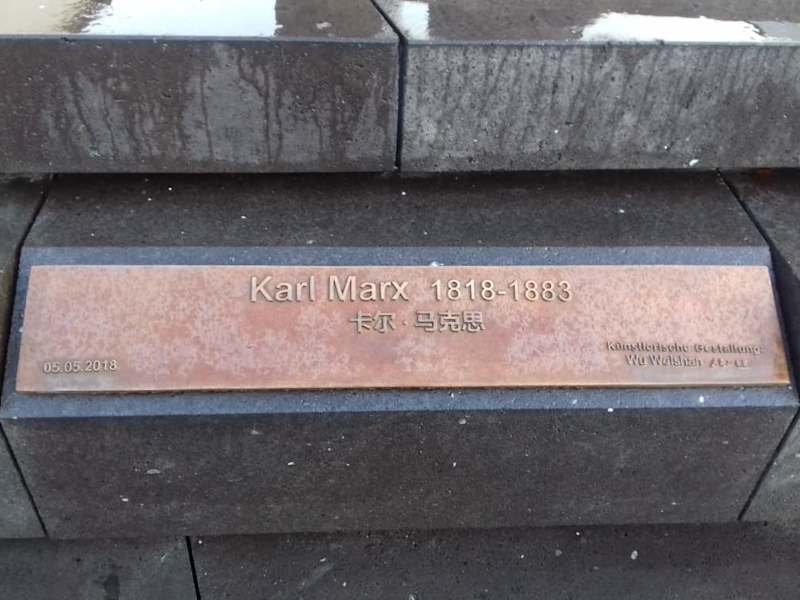 Karl Marx 1818-1883
卡尔·马克思
05.05.2018
Künstlerische Gestaltung
Wu Weishan